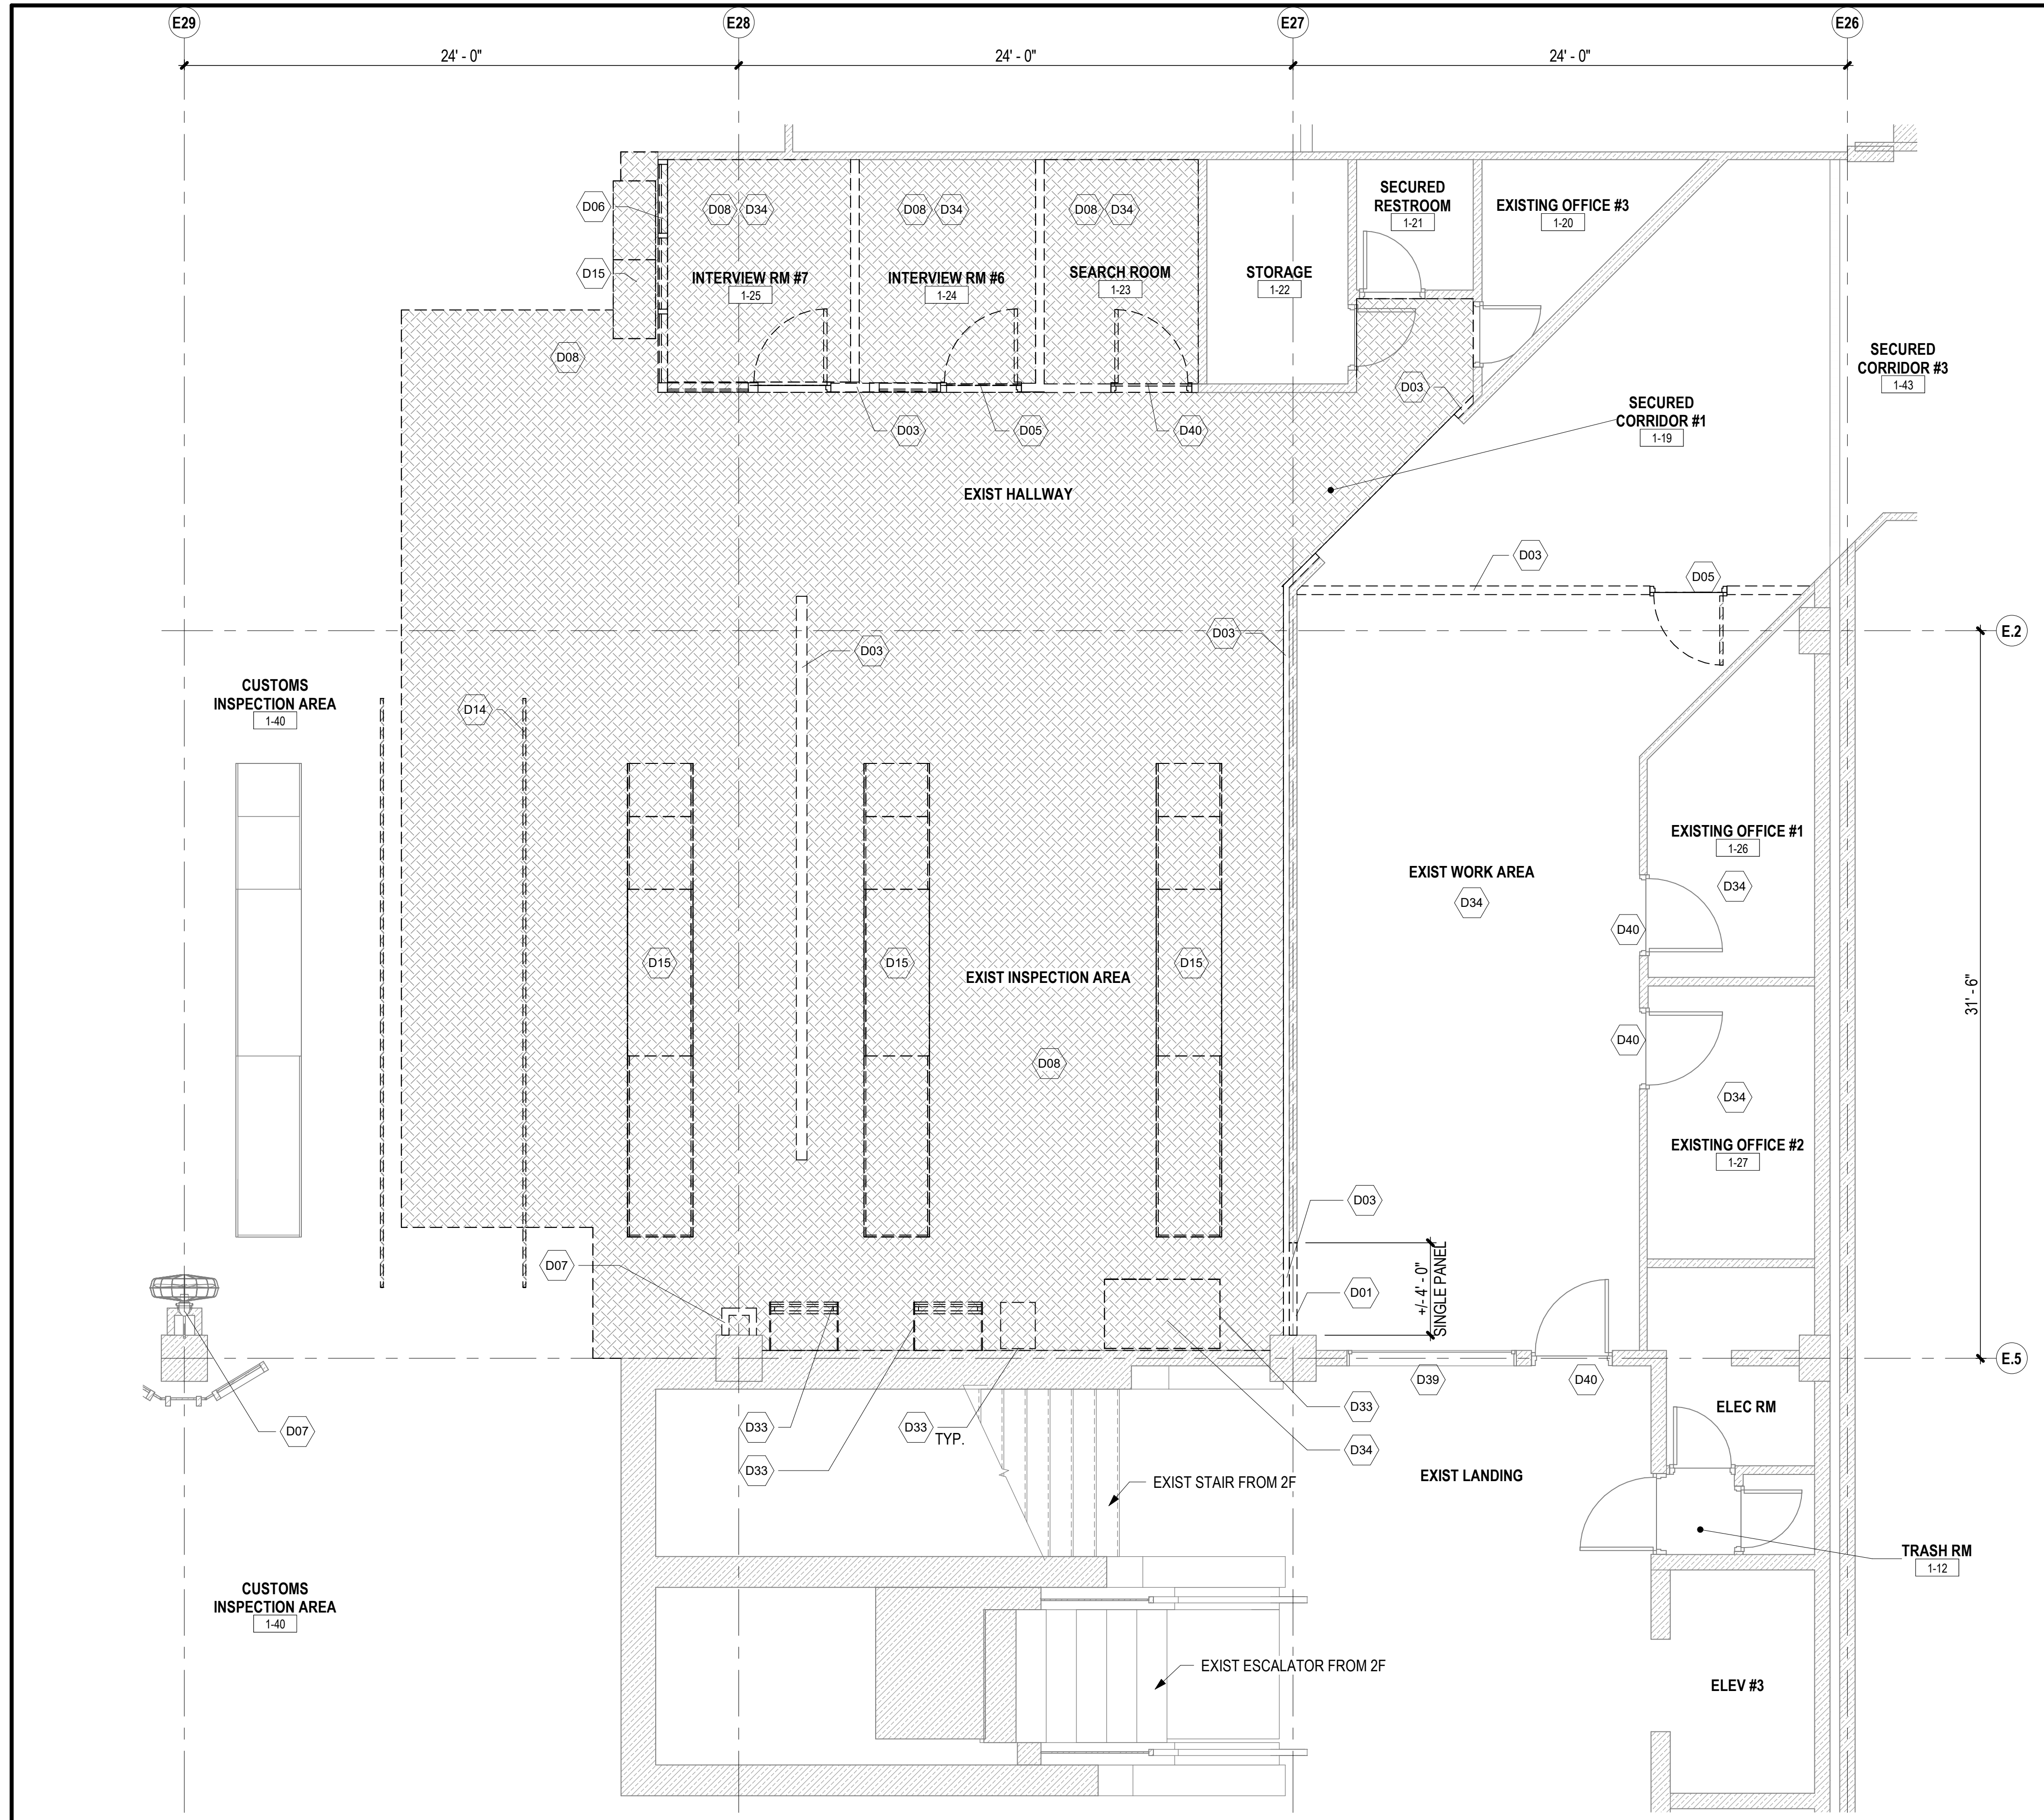 E29
E28
E27
E26
24' - 0"
24' - 0"
24' - 0"
D06
D15
D08
D34
D08
D34
D08
D34
INTERVIEW RM #7
1-25
INTERVIEW RM #6
1-24
SEARCH ROOM
1-23
STORAGE
1-22
SECURED
RESTROOM
1-21
EXISTING OFFICE #3
1-20
SECURED
CORRIDOR #3
1-43
D08
D03
D05
D40
D03
SECURED
CORRIDOR #1
1-19
EXIST HALLWAY
D03
D05
D03
D03
E.2
CUSTOMS
INSPECTION AREA
1-40
D14
EXISTING OFFICE #1
1-26
D34
EXIST WORK AREA
D34
D40
D15
D15
D15
EXIST INSPECTION AREA
31' - 6"
D08
D40
D34
EXISTING OFFICE #2
1-27
D03
D07
D01
+/- 4' - 0"
SINGLE PANEL
E.5
D39
D40
D33
D34
D33
D33
D33
TYP.
D07
ELEC RM
EXIST STAIR FROM 2F
EXIST LANDING
TRASH RM
1-12
CUSTOMS
INSPECTION AREA
1-40
EXIST ESCALATOR FROM 2F
ELEV #3